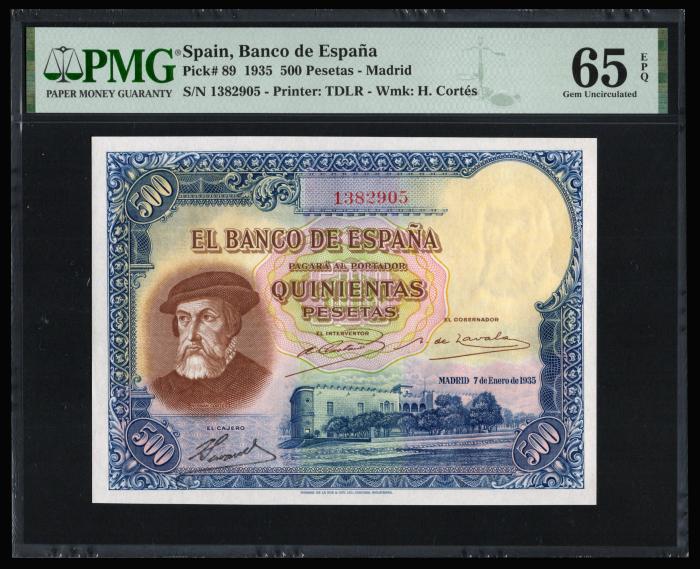 PMG®
PAPER MONEY GUARANTY
Spain, Banco de España
Pick# 89 1935 500 Pesetas - Madrid
S/N 1382905 - Printer: TDLR - Wmk: H. Cortés
65 EPQ
Gem Uncirculated
500
1382905
EL BANCO DE ESPAÑA
PAGARÁ AL PORTADOR
QUINIENTAS
PESETAS
EL INTERVENTOR
EL GOBERNADOR
de Zavala
MADRID 7 de Enero de 1935
EL CAJERO
500
500